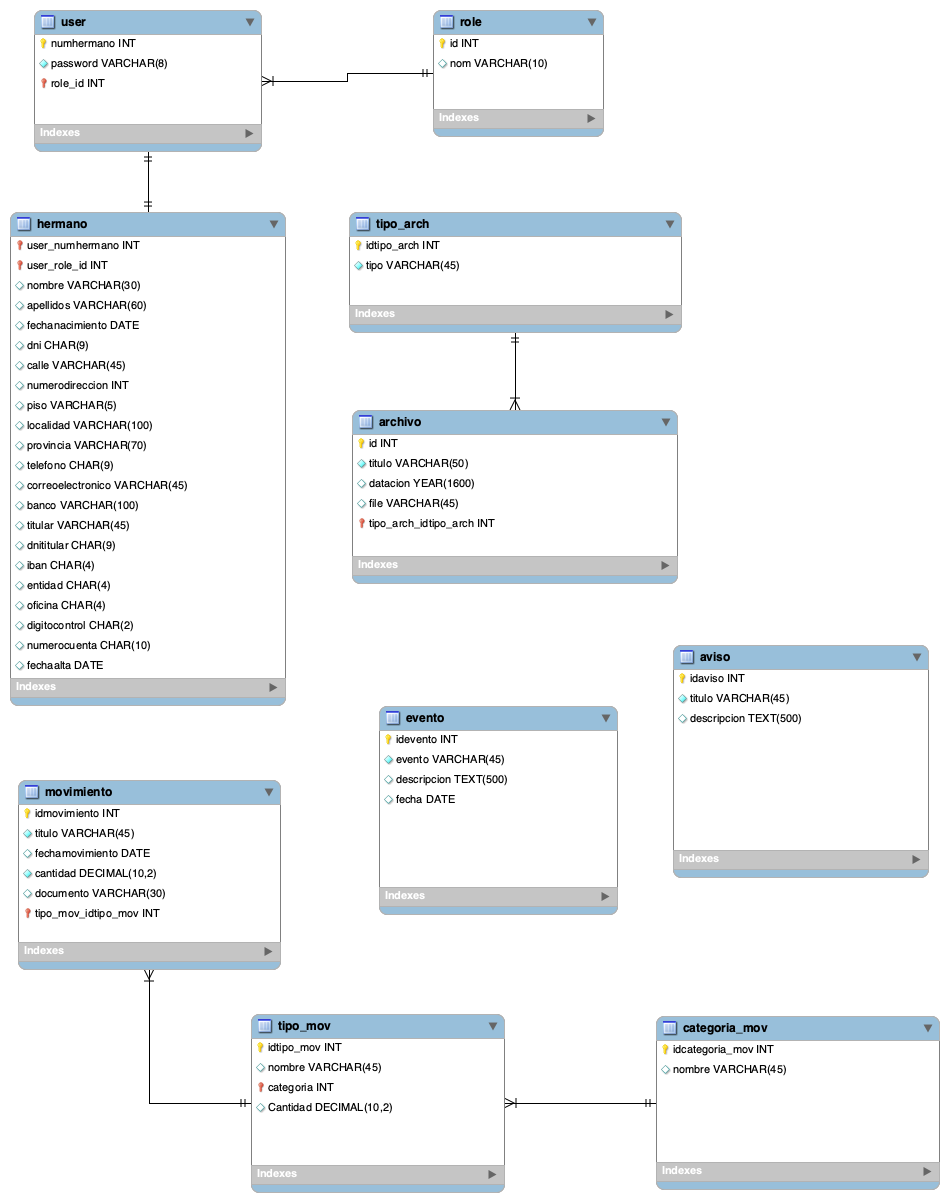 user
numhermano INT
password VARCHAR(8)
role_id INT
Indexes
role
id INT
nom VARCHAR(10)
Indexes
hermano
user_numhermano INT
user_role_id INT
nombre VARCHAR(30)
apellidos VARCHAR(60)
fechanacimiento DATE
dni CHAR(9)
calle VARCHAR(45)
numerodireccion INT
piso VARCHAR(5)
localidad VARCHAR(100)
provincia VARCHAR(70)
telefono CHAR(9)
correoelectronico VARCHAR(45)
banco VARCHAR(100)
titular VARCHAR(45)
dnititular CHAR(9)
iban CHAR(4)
entidad CHAR(4)
oficina CHAR(4)
digitocontrol CHAR(2)
numerocuenta CHAR(10)
fechaalta DATE
Indexes
tipo_arch
idtipo_arch INT
tipo VARCHAR(45)
Indexes
archivo
id INT
titulo VARCHAR(50)
datacion YEAR(1600)
file VARCHAR(45)
tipo_arch_idtipo_arch INT
Indexes
aviso
idaviso INT
titulo VARCHAR(45)
descripcion TEXT(500)
Indexes
evento
idevento INT
evento VARCHAR(45)
descripcion TEXT(500)
fecha DATE
Indexes
movimiento
idmovimiento INT
titulo VARCHAR(45)
fechamovimiento DATE
cantidad DECIMAL(10,2)
documento VARCHAR(30)
tipo_mov_idtipo_mov INT
Indexes
tipo_mov
idtipo_mov INT
nombre VARCHAR(45)
categoria INT
Cantidad DECIMAL(10,2)
Indexes
categoria_mov
idcategoria_mov INT
nombre VARCHAR(45)
Indexes